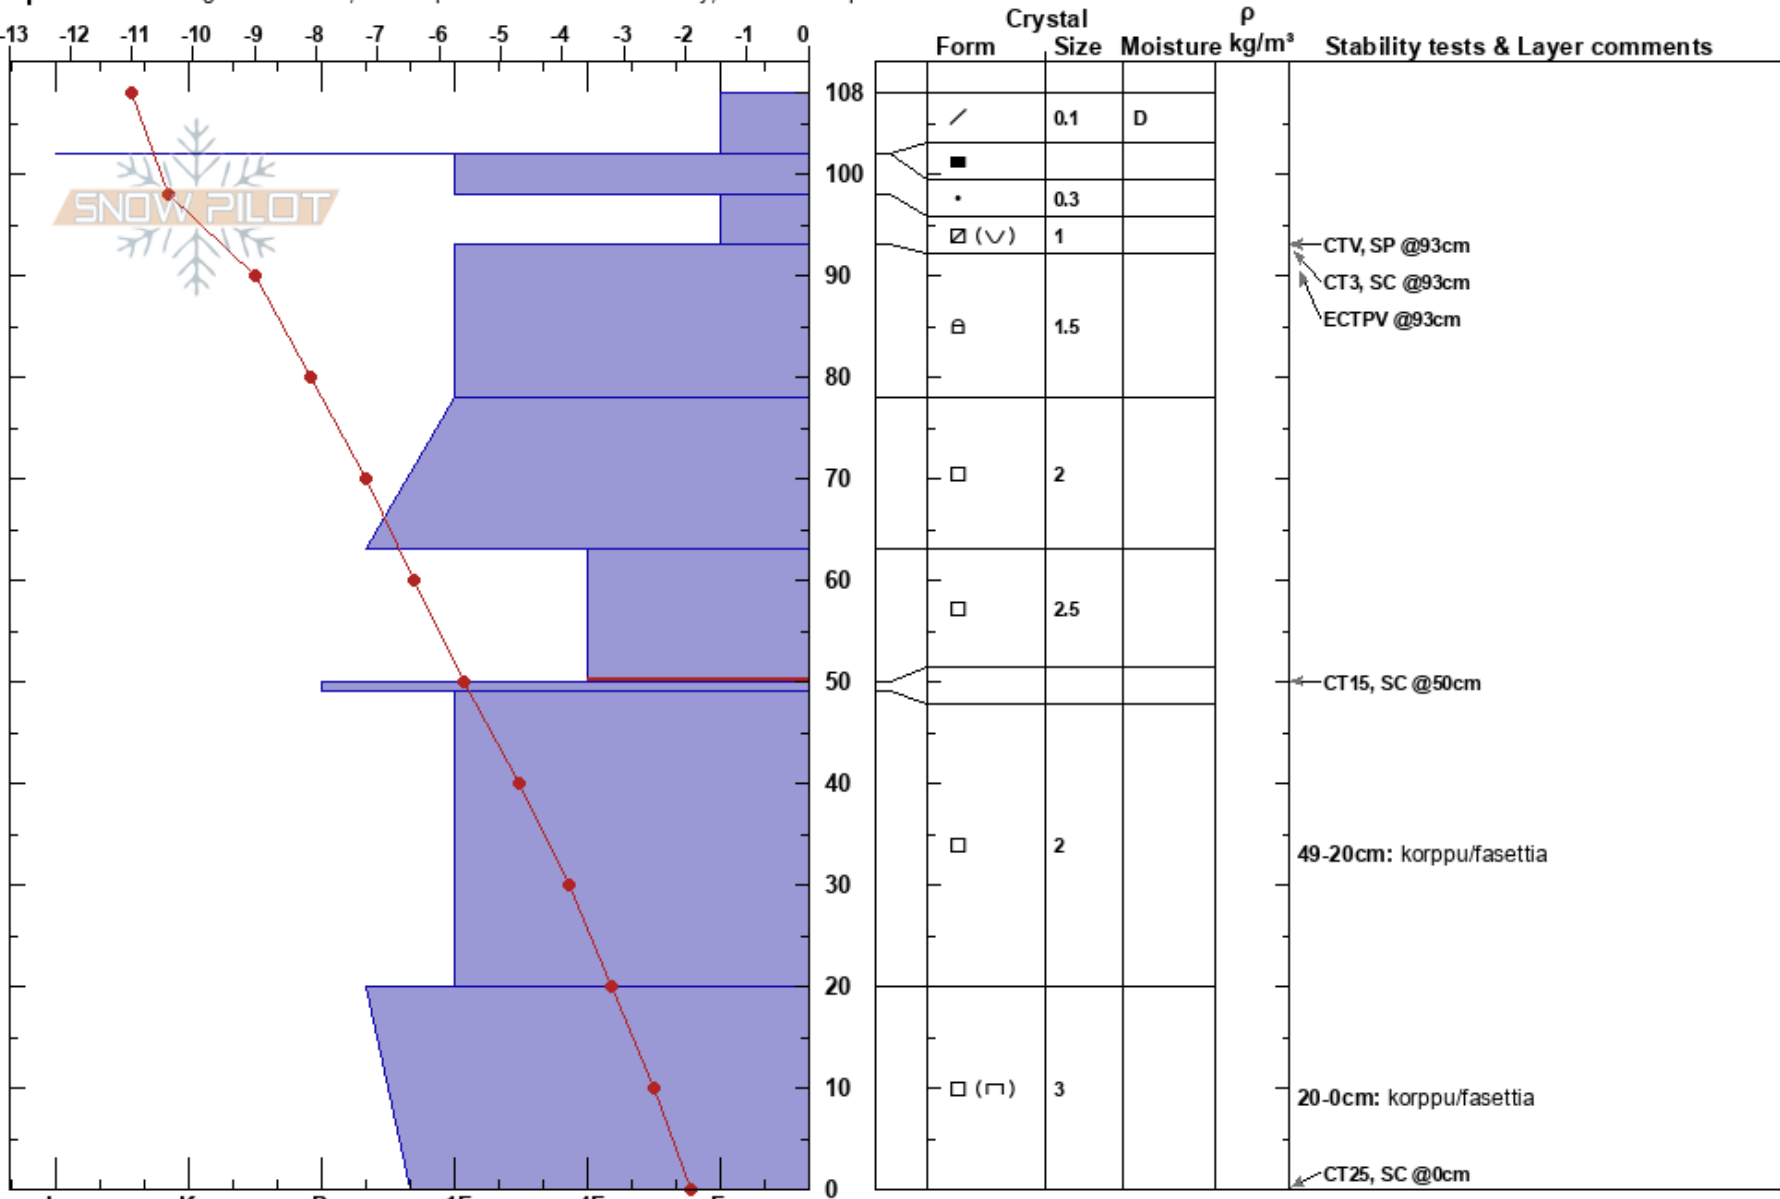 Crystal ρ
-13 -12 -11 -10 -9 -8 -7 -6 -5 -4 -3 -2 -1 0 Form Size Moisture kg/m³ Stability tests & Layer comments
108
0.1 D
100
SNOW PILOT
0.3
1
CTV, SP @93cm
90
CT3, SC @93cm
ECTPV @93cm
1.5
80
70
2
60
2.5
50
CT15, SC @50cm
40
2
49-20cm: korppu/fasettia
30
20
10
3
20-0cm: korppu/fasettia
CT25, SC @0cm
0